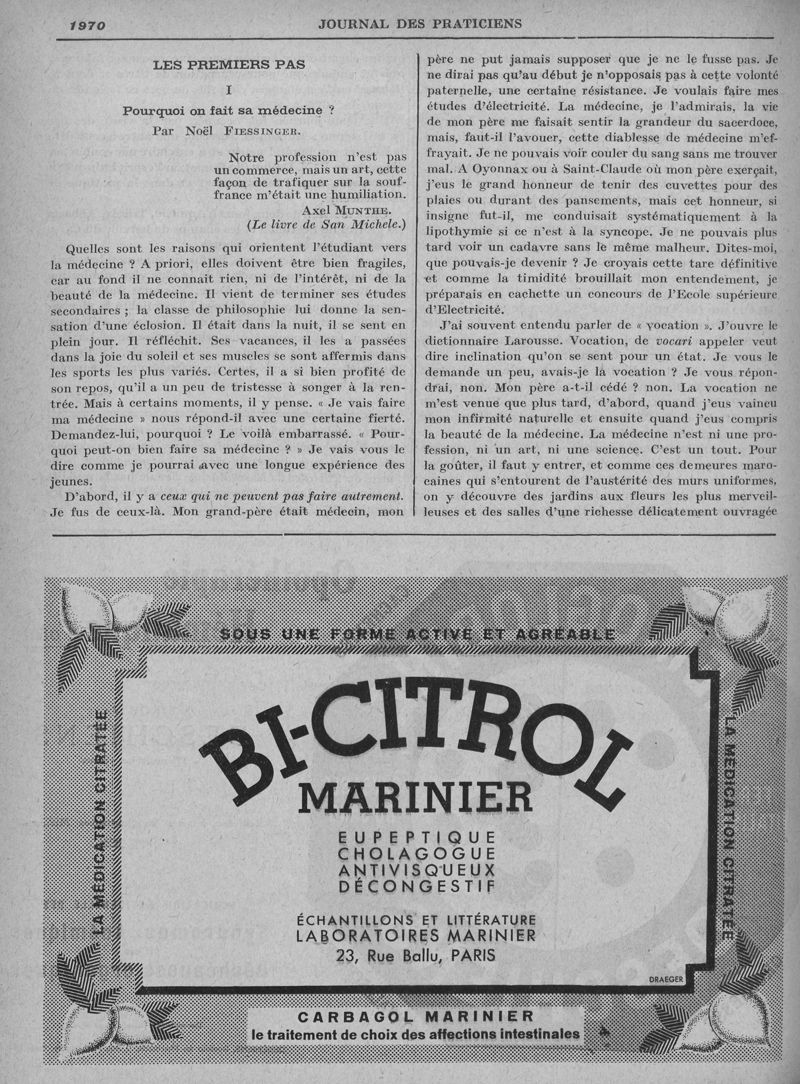 1970
JOURNAL DES PRATICIENS
LES PREMIERS PAS
I
Pourquoi on fait sa médecine ?
Par Noël FIESSINGER.
Notre profession n'est pas
un commerce, mais un art, cette
façon de trafiquer sur la souf-
france m'était une humiliation.
Axel MUNTHE.
(Le livre de San Michele.)
Quelles sont les raisons qui orientent l'étudiant vers
la médecine ? A priori, elles doivent être bien fragiles,
car au fond il ne connait rien, ni de l'intérêt, ni de la
beauté de la médecine. Il vient de terminer ses études
secondaires ; la classe de philosophie lui donne la sen-
sation d'une éclosion. Il était dans la nuit, il se sent en
plein jour. Il réfléchit. Ses vacances, il les a passées
dans la joie du soleil et ses muscles se sont affermis dans
les sports les plus variés. Certes, il a si bien profité de
son repos, qu'il a un peu de tristesse à songer à la ren-
trée. Mais à certains moments, il y pense. « Je vais faire
ma médecine » nous répond-il avec une certaine fierté.
Demandez-lui, pourquoi ? Le voilà embarrassé. « Pour-
quoi peut-on bien faire sa médecine ? » Je vais vous le
dire comme je pourrai avec une longue expérience des
jeunes.
D'abord, il y a ceux qui ne peuvent pas faire autrement.
Je fus de ceux-là. Mon grand-père était médecin, mon
père ne put jamais supposer que je ne le fusse pas. Je
ne dirai pas qu'au début je n'opposais pas à cette volonté
paternelle, une certaine résistance. Je voulais faire mes
études d'électricité. La médecine, je l'admirais, la vie
de mon père me faisait sentir la grandeur du sacerdoce,
mais, faut-il l'avouer, cette diablesse de médecine m'ef-
frayait. Je ne pouvais voir couler du sang sans me trouver
mal. A Oyonnax ou à Saint-Claude où mon père exerçait,
j'eus le grand honneur de tenir des cuvettes pour des
plaies ou durant des pansements, mais cet honneur, si
insigne fut-il, me conduisait systématiquement à la
lipothymie si ce n'est à la syncope. Je ne pouvais plus
tard voir un cadavre sans le même malheur. Dites-moi,
que pouvais-je devenir ? Je croyais cette tare définitive
et comme la timidité brouillait mon entendement, je
préparais en cachette un concours de l'Ecole supérieure
d'Electricité.
J'ai souvent entendu parler de « vocation ». J'ouvre le
dictionnaire Larousse. Vocation, de vocari appeler veut
dire inclination qu'on se sent pour un état. Je vous le
demande un peu, avais-je la vocation ? Je vous répon-
drai, non. Mon père a-t-il cédé ? non. La vocation ne
m'est venue que plus tard, d'abord, quand j'eus vaincu
mon infirmité naturelle et ensuite quand j'eus compris
la beauté de la médecine. La médecine n'est ni une pro-
fession, ni un art, ni une science. C'est un tout. Pour
la goûter, il faut y entrer, et comme ces demeures maro-
caines qui s'entourent de l'austérité des murs uniformes,
on y découvre des jardins aux fleurs les plus merveil-
leuses et des salles d'une richesse délicatement ouvragée
SOUS UNE FORME ACTIVE ET AGRÉABLE
LA MÉDICATION CITRATÉE
BI-CITROL
MARINIER
EUPEPTIQUE
CHOLAGOGUE
ANTIVISQUEUX
DÉCONGESTIF
ÉCHANTILLONS ET LITTÉRATURE
LABORATOIRES MARINIER
23, Rue Ballu, PARIS
DRAEGER
LA MÉDICATION CITRATÉE
CARBAGOL MARINIER
le traitement de choix des affections intestinales